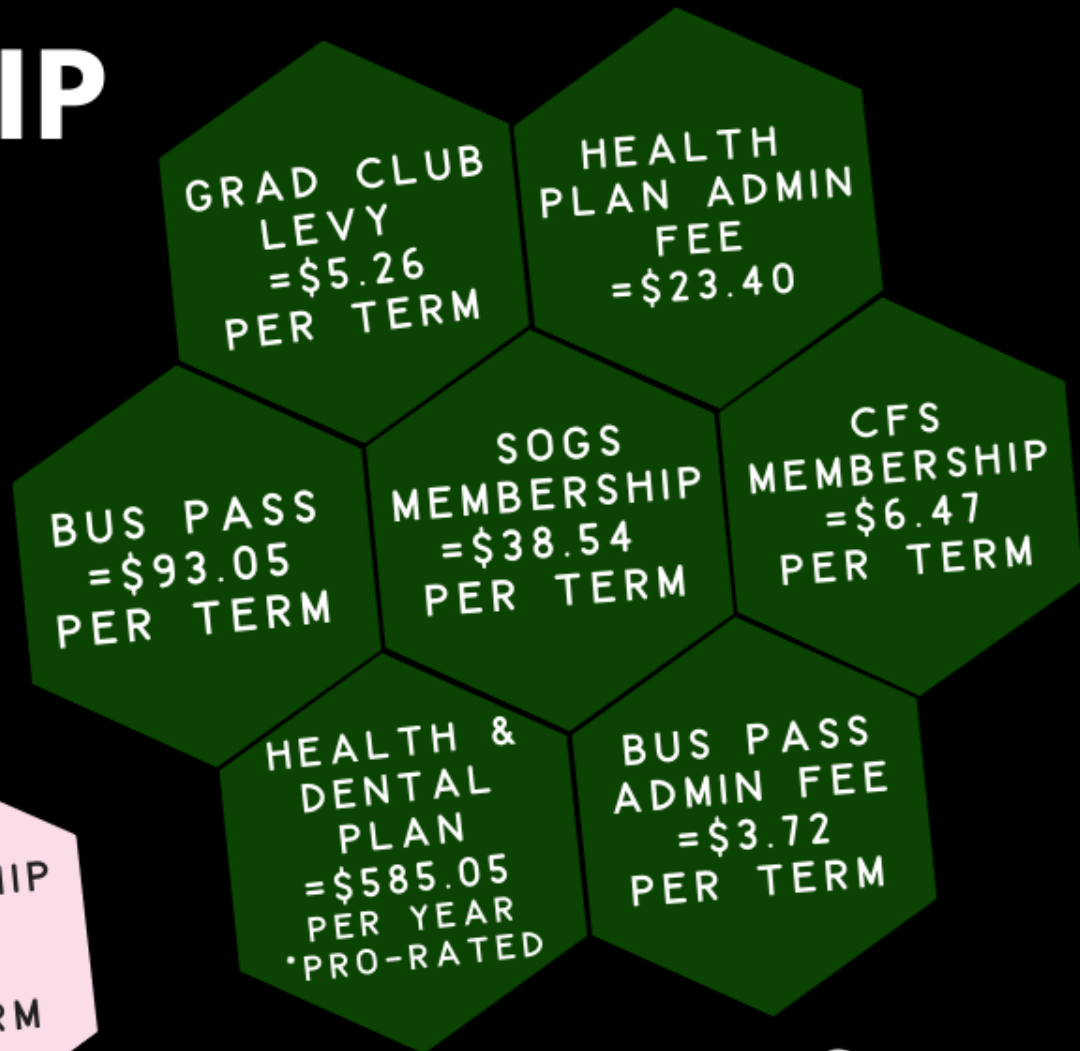 IP
GRAD CLUB
LEVY
=$5.26
PER TERM
HEALTH
PLAN ADMIN
FEE
=$23.40
BUS PASS
=$93.05
PER TERM
SOGS
MEMBERSHIP
=$38.54
PER TERM
CFS
MEMBERSHIP
=$6.47
PER TERM
HEALTH &
DENTAL
PLAN
=$585.05
PER YEAR
*PRO-RATED
BUS PASS
ADMIN FEE
=$3.72
PER TERM
IP
RM